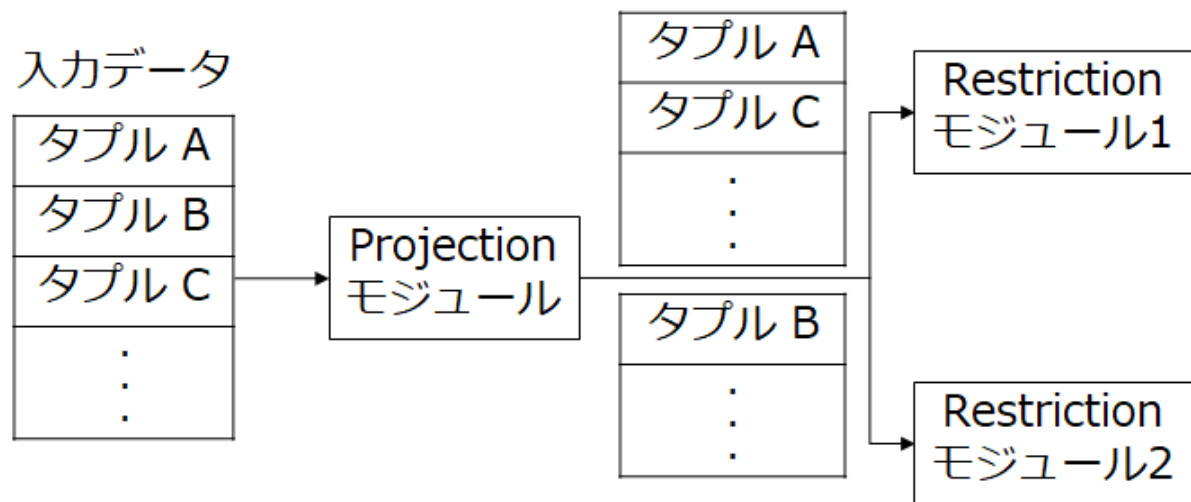 入力データ
タプル A
タプル B
タプル C
.
.
.
Projection
モジュール
タプル A
タプル C
.
.
.
タプル B
.
.
.
Restriction
モジュール1
Restriction
モジュール2